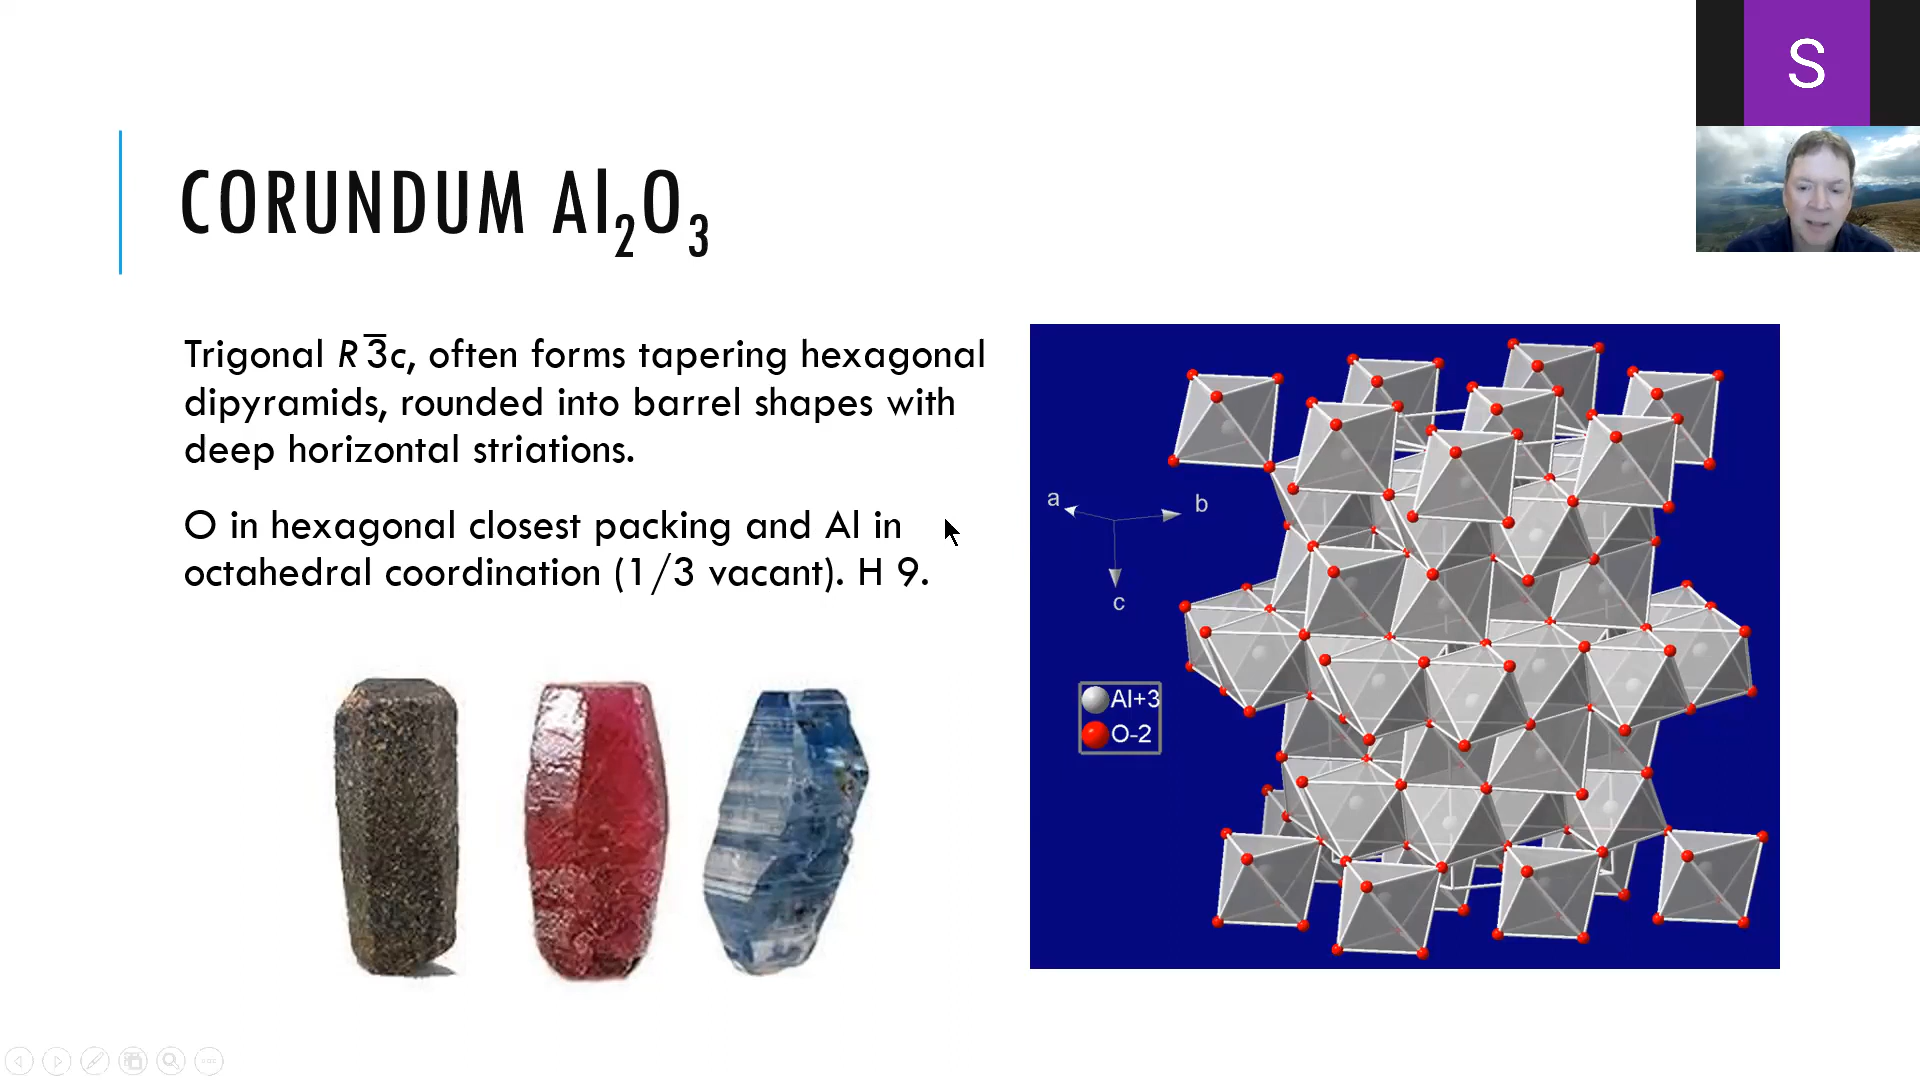 S
CORUNDUM Al₂O₃
Trigonal R3̅c, often forms tapering hexagonal
dipyramids, rounded into barrel shapes with
deep horizontal striations.
O in hexagonal closest packing and Al in
octahedral coordination (1/3 vacant). H 9.
a
b
c
Al+3
O-2